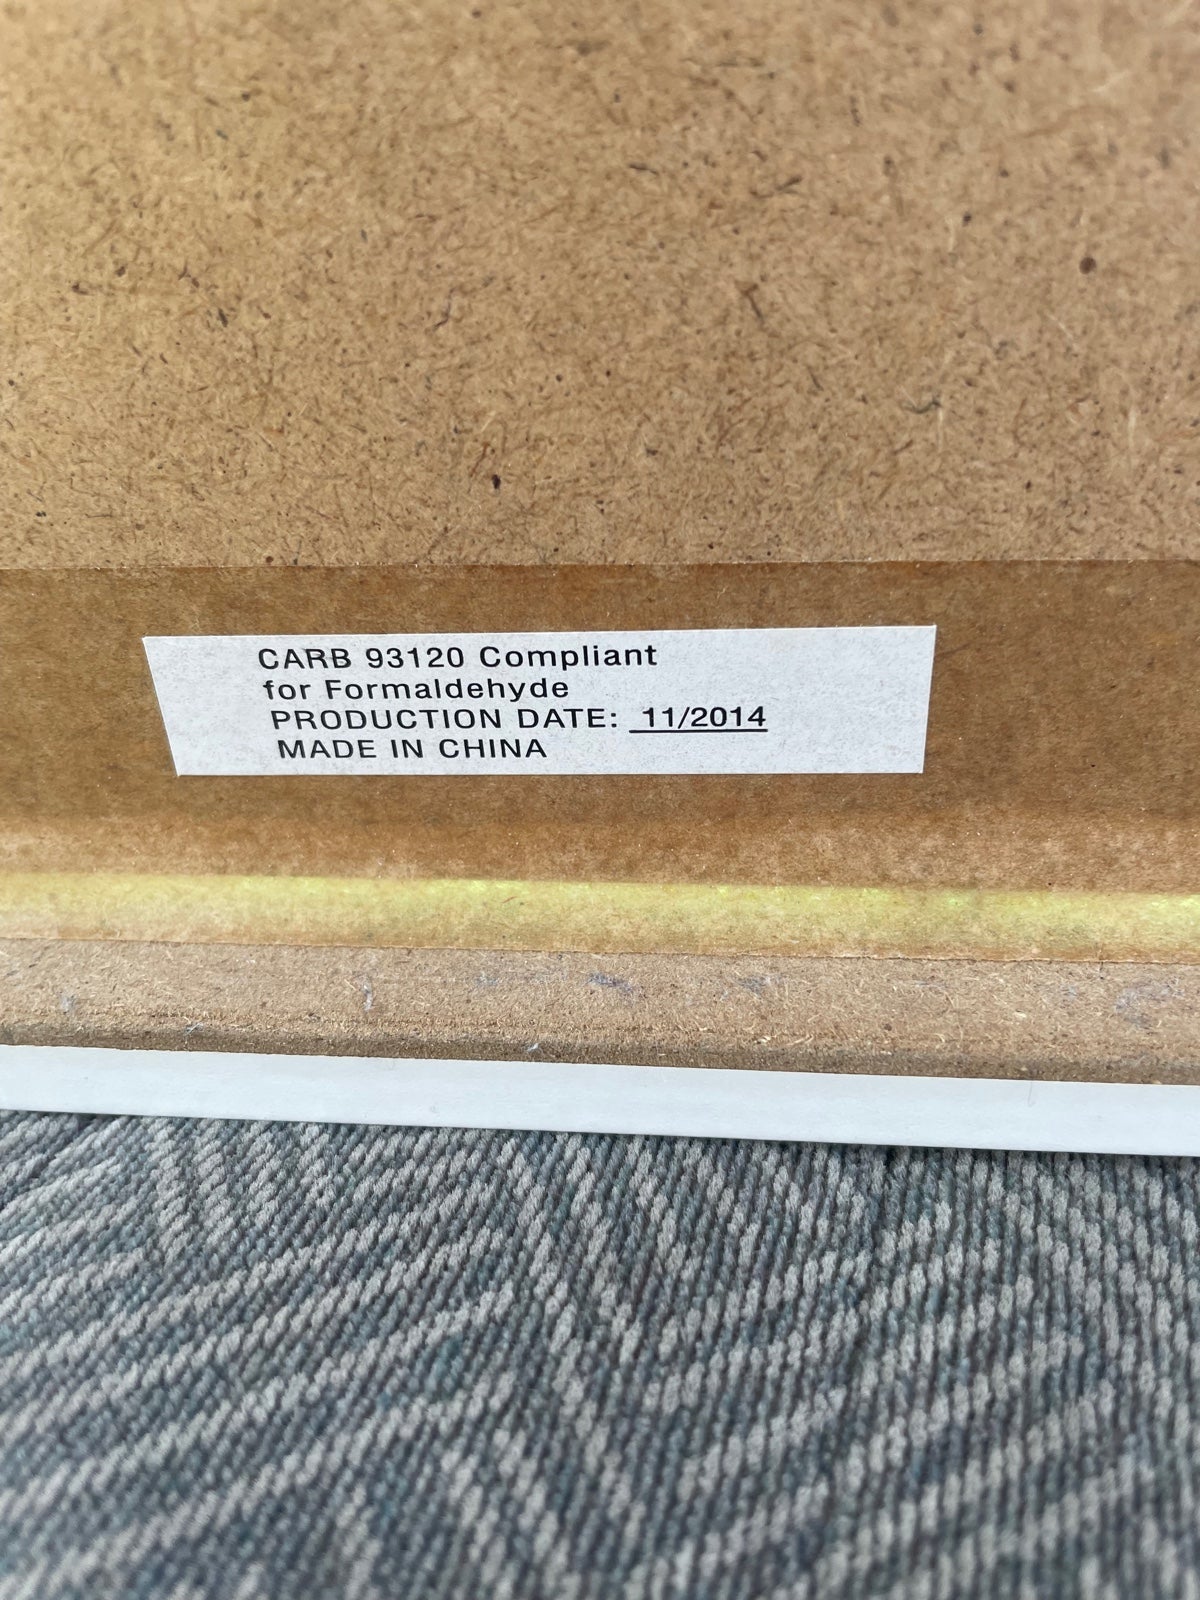 CARB 93120 Compliant
for Formaldehyde
PRODUCTION DATE: 11/2014
MADE IN CHINA